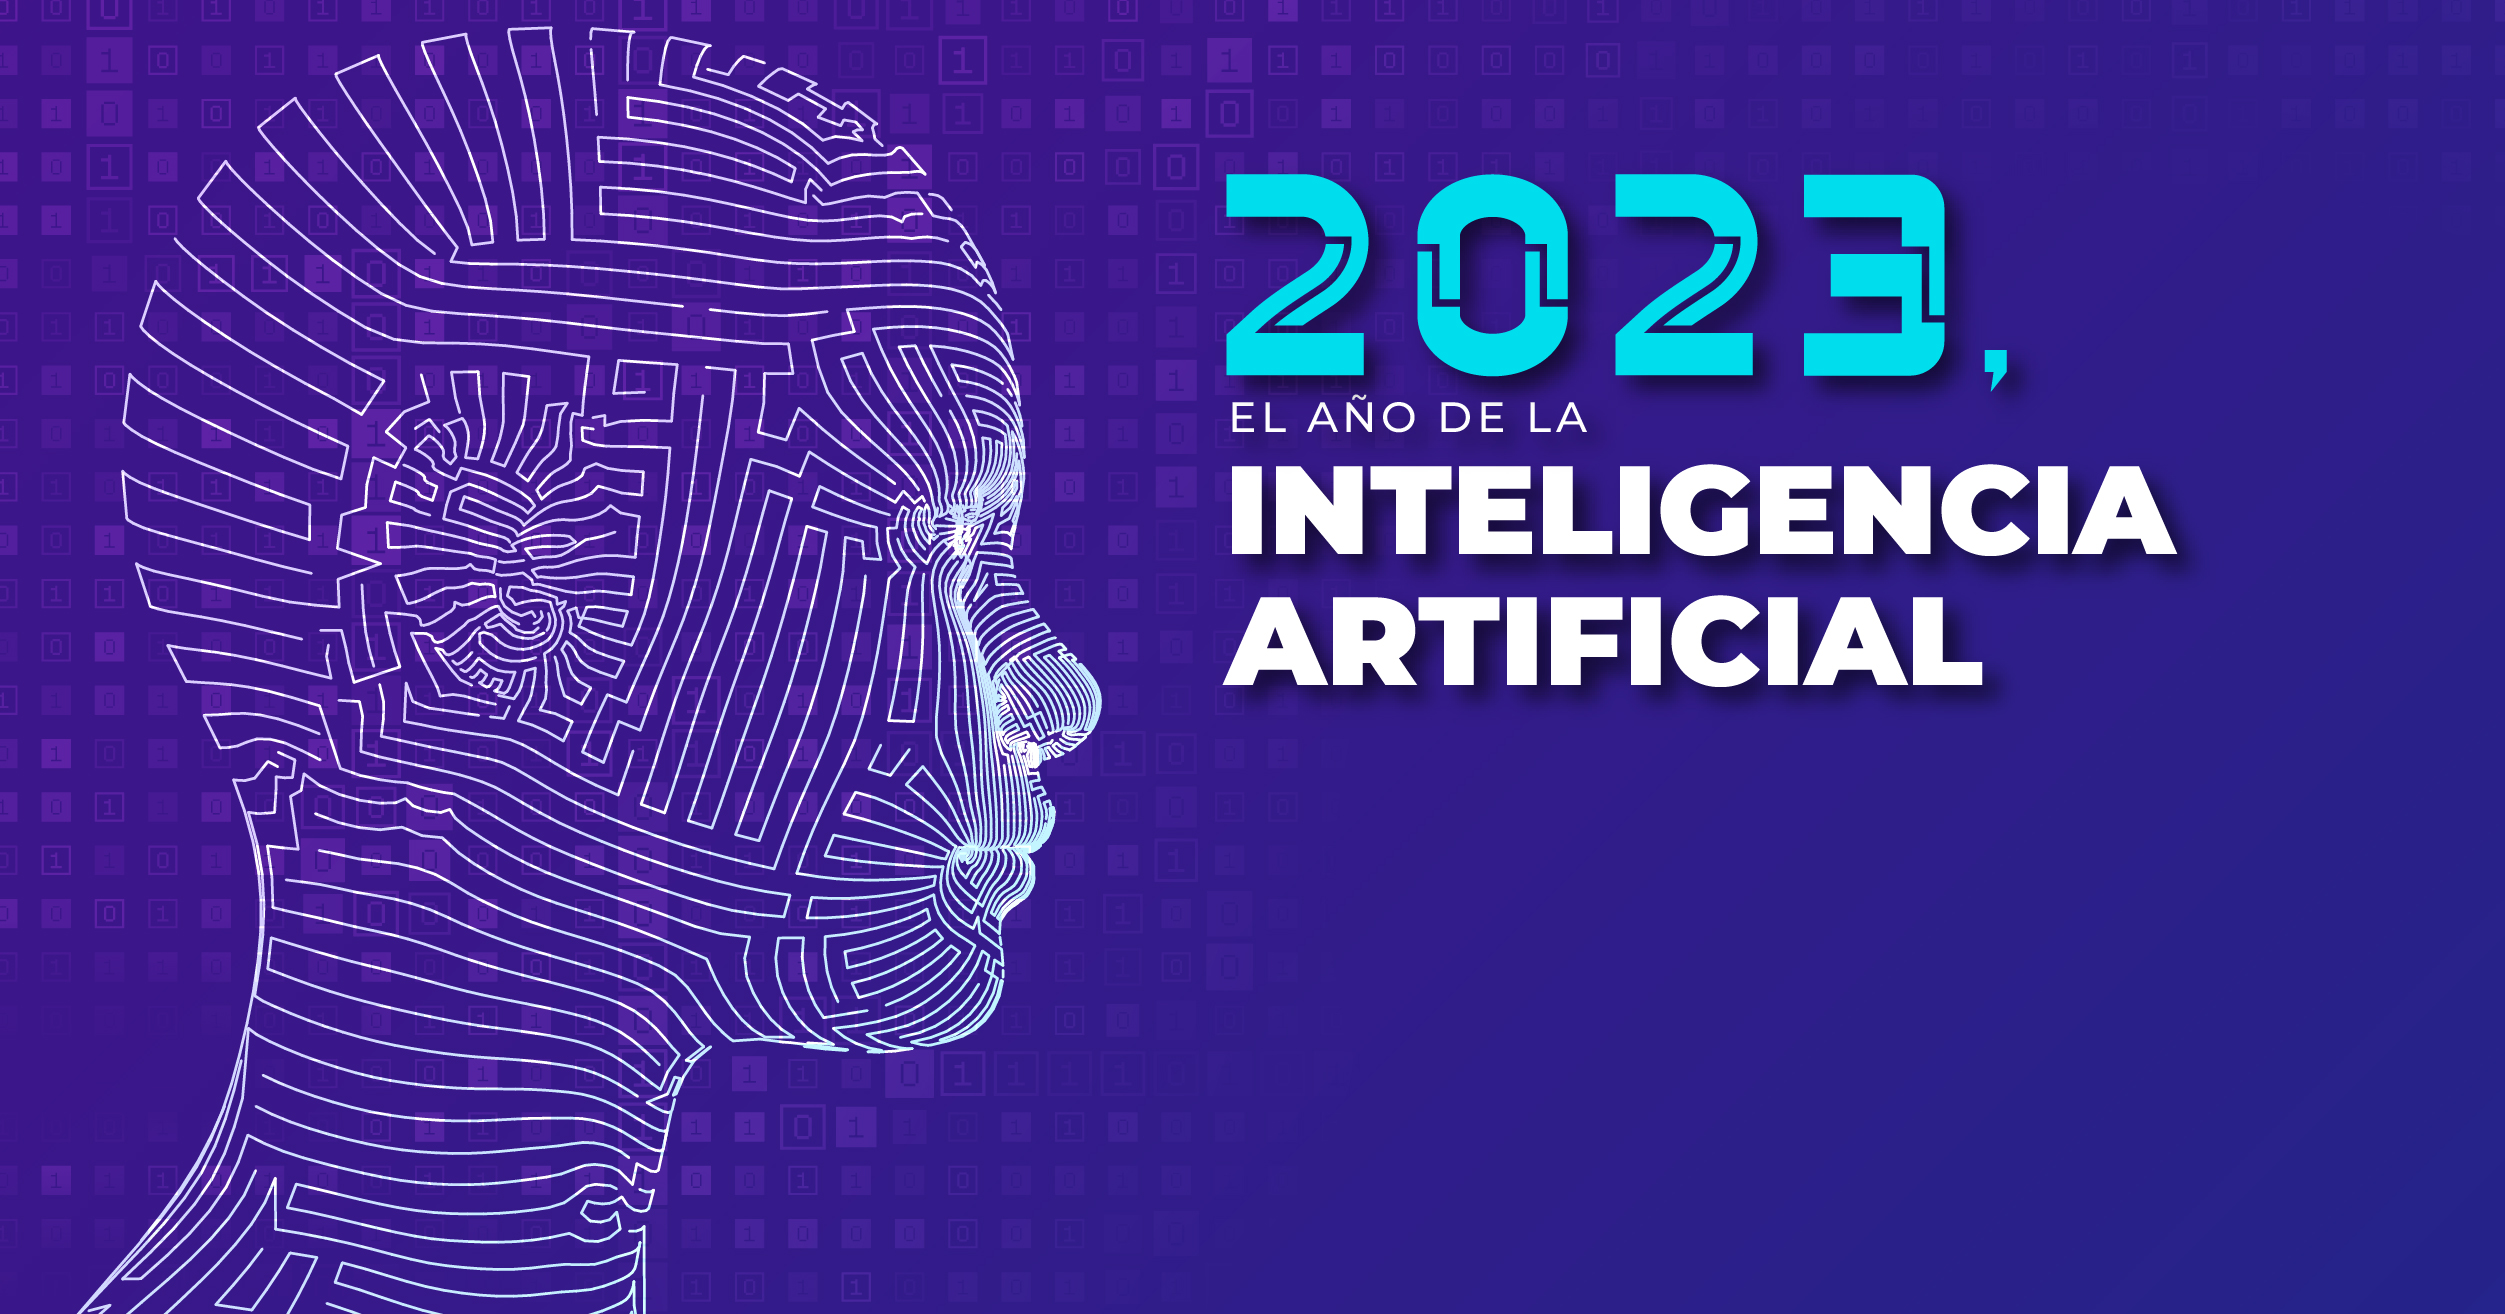 2023,
EL AÑO DE LA
INTELIGENCIA
ARTIFICIAL